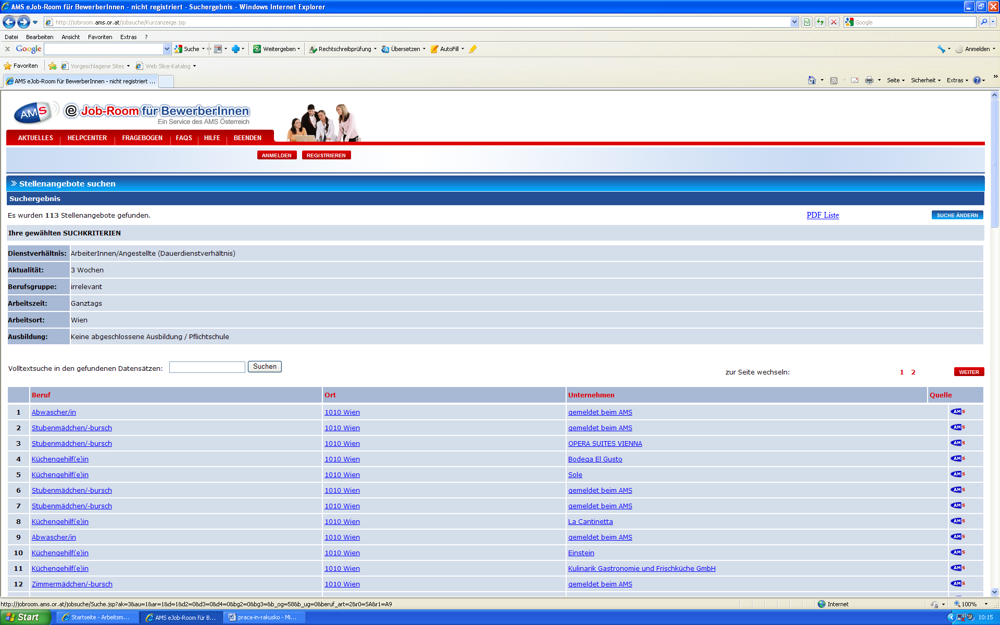 AMS eJob-Room für BewerberInnen - nicht registriert - Suchergebnis - Windows Internet Explorer
http://jobroom.ams.or.at/jobsuche/Kurzanzeige.jsp
Google
Datei Bearbeiten Ansicht Favoriten Extras ?
x Google Suche Weitergeben Rechtschreibprüfung Übersetzen AutoFill Anmelden
Favoriten Vorgeschlagene Sites Web Slice-Katalog
AMS eJob-Room für BewerberInnen - nicht registriert ... Seite Sicherheit Extras »
AMS @ Job-Room für BewerberInnen
Ein Service des AMS Österreich
AKTUELLES HELPCENTER FRAGEBOGEN FAQS HILFE BEENDEN
ANMELDEN REGISTRIEREN
Stellenangebote suchen
Suchergebnis
Es wurden 113 Stellenangebote gefunden. PDF Liste SUCHE ÄNDERN
Ihre gewählten SUCHKRITERIEN
Dienstverhältnis: ArbeiterInnen/Angestellte (Dauerdienstverhältnis)
Aktualität: 3 Wochen
Berufsgruppe: irrelevant
Arbeitszeit: Ganztags
Arbeitsort: Wien
Ausbildung: Keine abgeschlossene Ausbildung / Pflichtschule
Volltextsuche in den gefundenen Datensätzen: Suchen zur Seite wechseln: 1 2 WEITER
Beruf Ort Unternehmen Quelle
1 Abwascher/in 1010 Wien gemeldet beim AMS AMS
2 Stubenmädchen/-bursch 1010 Wien gemeldet beim AMS AMS
3 Stubenmädchen/-bursch 1010 Wien OPERA SUITES VIENNA AMS
4 Küchengehilf(e)in 1010 Wien Bodega El Gusto AMS
5 Küchengehilf(e)in 1010 Wien Sole AMS
6 Stubenmädchen/-bursch 1010 Wien gemeldet beim AMS AMS
7 Stubenmädchen/-bursch 1010 Wien gemeldet beim AMS AMS
8 Küchengehilf(e)in 1010 Wien La Cantinetta AMS
9 Abwascher/in 1010 Wien gemeldet beim AMS AMS
10 Küchengehilf(e)in 1010 Wien Einstein AMS
11 Küchengehilf(e)in 1010 Wien Kulinarik Gastronomie und Frischküche GmbH AMS
12 Zimmermädchen/-bursch 1010 Wien gemeldet beim AMS AMS
http://jobroom.ams.or.at/jobsuche/Suche.jsp?ak=3&au=1&ar=1&d=1&d2=0&d3=0&d4=0&bg2=0&bg3=&b_og=58&b_ug=0&beruf_art=2&r0=SA&r1=A9 Internet 100%
Start Startseite - Arbeitsm... AMS eJob-Room für B... praca-in-rakusko - Mi... 10:15